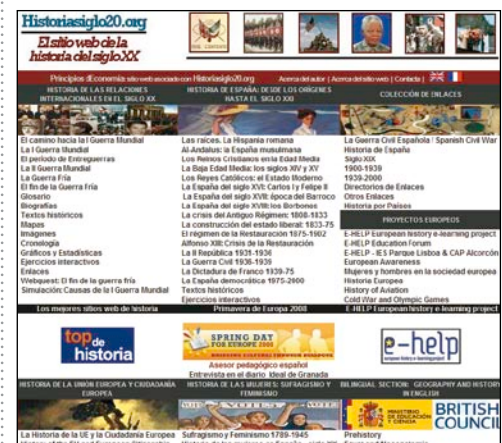 Historiasiglo20.org
El sitio web de la
historia del siglo XX
Principios dEconomía sitio web asociado con Historiasiglo20.org Acerca del autor | Acerca del sitio web | Contacta |
HISTORIA DE LAS RELACIONES
INTERNACIONALES EN EL SIGLO XX
El camino hacia la I Guerra Mundial
La I Guerra Mundial
El período de Entreguerras
La II Guerra Mundial
La Guerra Fría
El fin de la Guerra Fría
Glosario
Biografías
Textos históricos
Mapas
Imágenes
Cronología
Gráficos y Estadísticas
Ejercicios interactivos
Enlaces
Webquest: El fin de la guerra fría
Simulación: Causas de la I Guerra Mundial
Los mejores sitios web de historia
top de
historia
HISTORIA DE ESPAÑA: DESDE LOS ORÍGENES
HASTA EL SIGLO XXI
Las raíces. La Hispania romana
Al-Andalus: la España musulmana
Los Reinos Cristianos en la Edad Media
La Baja Edad Media: los siglos XIV y XV
Los Reyes Católicos: el Estado Moderno
La España del siglo XVI: Carlos I y Felipe II
La España del siglo XVII: época del Barroco
La España del siglo XVIII: los Borbones
La crisis del Antiguo Régimen: 1808-1833
La construcción del estado liberal: 1833-75
El régimen de la Restauración 1875-1902
Alfonso XIII: Crisis de la Restauración
La II República 1931-1936
La Guerra Civil 1936-1939
La Dictadura de Franco 1939-75
La España democrática 1975-2000
Textos históricos
Ejercicios interactivos
Primavera de Europa 2008
SPRING DAY
FOR EUROPE 2008
Asesor pedagógico español
Entrevista en el diario Ideal de Granada
COLECCIÓN DE ENLACES
La Guerra Civil Española | Spanish Civil War
Historia de España
Siglo XIX
1900-1939
1939-2000
Directorios de Enlaces
Otros Enlaces
Historia por Países
PROYECTOS EUROPEOS
E-HELP European history e-learning project
E-HELP Education Forum
E-HELP - IES Parque Lisboa & CAP Alcorcón
European Awareness
Mujeres y hombres en la sociedad europea
Historia Europeo
History of Aviation
Cold War and Olympic Games
E-HELP European history e-learning project
e-help
HISTORIA DE LA UNIÓN EUROPEA Y CIUDADANÍA
EUROPEA
La Historia de la UE y la Ciudadanía Europea
HISTORIA DE LAS MUJERES: SUFRAGISMO Y
FEMINISMO
VOTES
Sufragismo y Feminismo 1789-1945
BILINGUAL SECTION: GEOGRAPHY AND HISTORY
IN ENGLISH
MINISTERIO
DE EDUCACIÓN
Y CIENCIA
BRITISH
COUNCIL
Prehistory